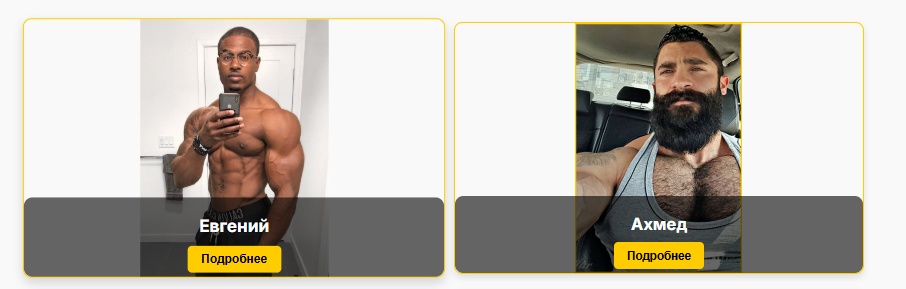 Евгений
Подробнее
Ахмед
Подробнее